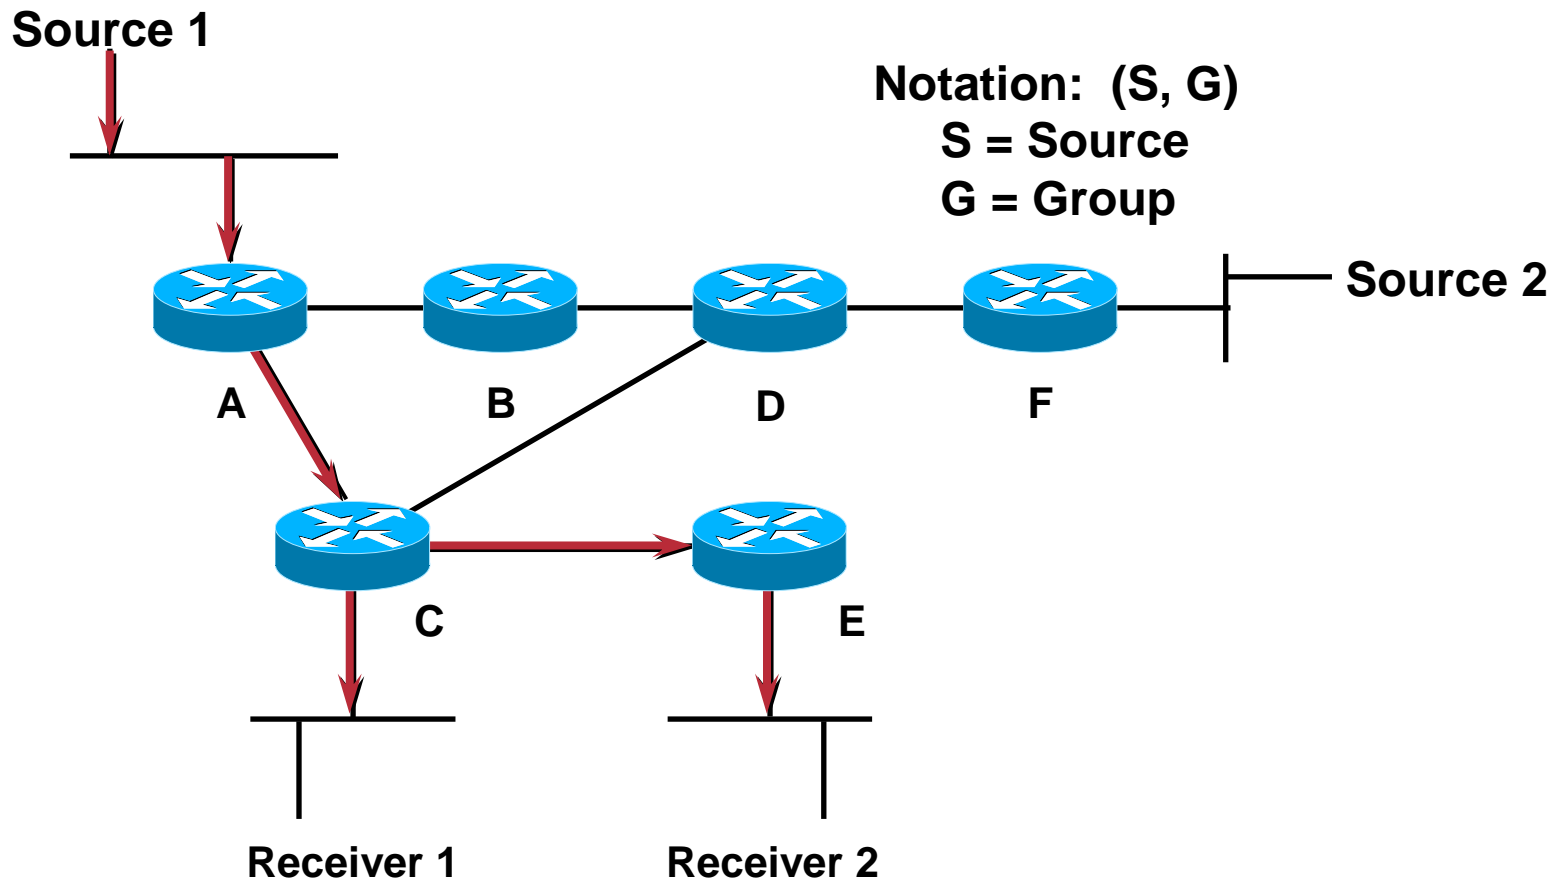 Source 1
Notation: (S, G)
S = Source
G = Group
Source 2
A
B
D
F
C
E
Receiver 1
Receiver 2